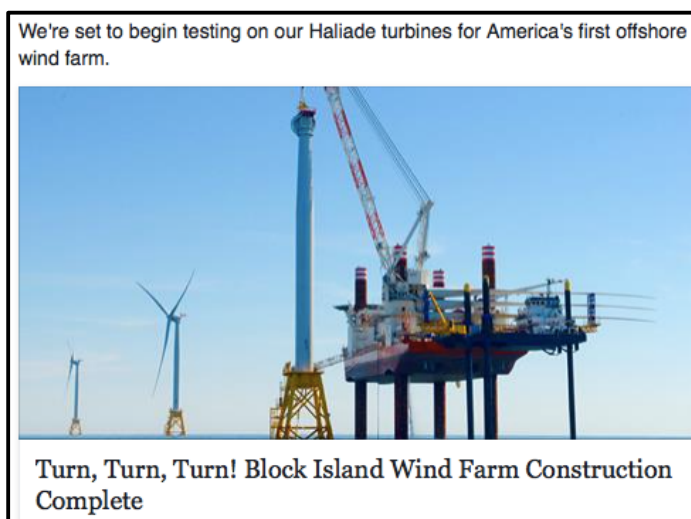 We're set to begin testing on our Haliade turbines for America's first offshore
wind farm.
Turn, Turn, Turn! Block Island Wind Farm Construction
Complete